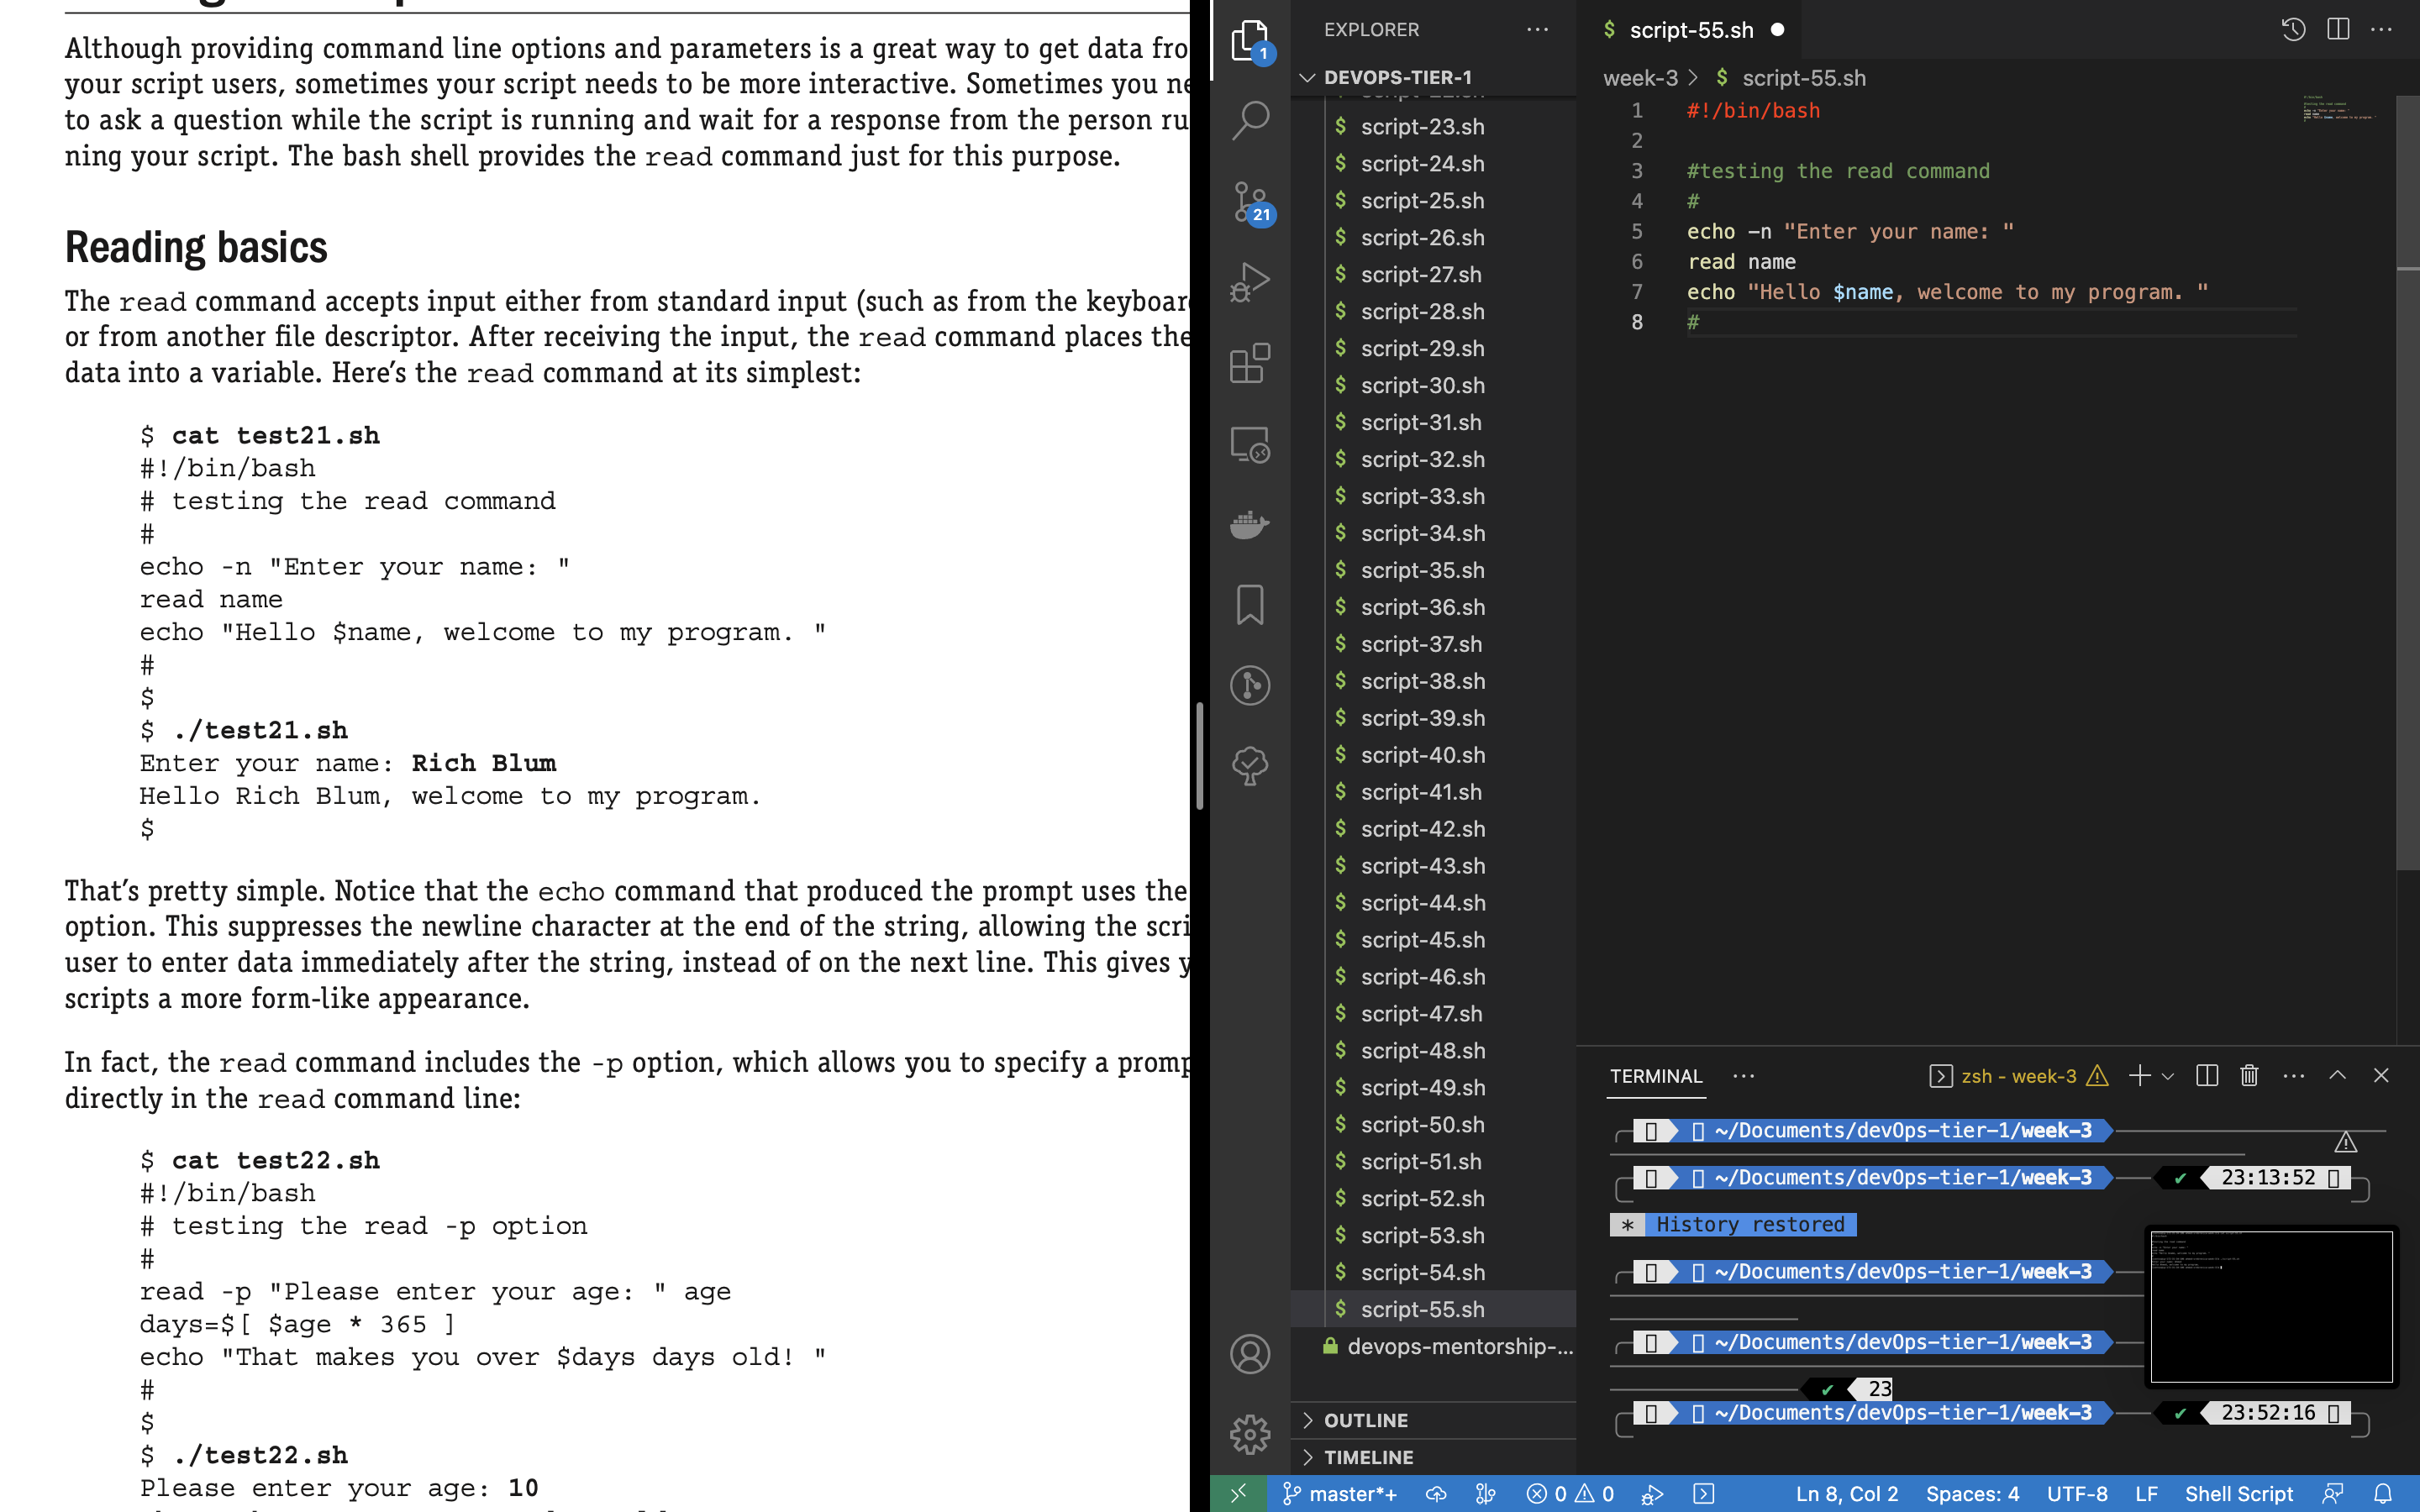 Although providing command line options and parameters is a great way to get data fro
your script users, sometimes your script needs to be more interactive. Sometimes you ne
to ask a question while the script is running and wait for a response from the person ru
ning your script. The bash shell provides the read command just for this purpose.
Reading basics
The read command accepts input either from standard input (such as from the keyboar
or from another file descriptor. After receiving the input, the read command places the
data into a variable. Here's the read command at its simplest:
$ cat test21.sh
#!/bin/bash
# testing the read command
#
echo -n "Enter your name: "
read name
echo "Hello $name, welcome to my program. "
#
$
$ ./test21.sh
Enter your name: Rich Blum
Hello Rich Blum, welcome to my program.
$
That's pretty simple. Notice that the echo command that produced the prompt uses the
option. This suppresses the newline character at the end of the string, allowing the scri
user to enter data immediately after the string, instead of on the next line. This gives y
scripts a more form-like appearance.
In fact, the read command includes the -p option, which allows you to specify a promp
directly in the read command line:
$ cat test22.sh
#!/bin/bash
# testing the read -p option
#
read -p "Please enter your age: " age
days=$[ $age * 365 ]
echo "That makes you over $days days old! "
#
$
$ ./test22.sh
Please enter your age: 10
1
21
EXPLORER
DEVOPS-TIER-1
$ script-23.sh
$ script-24.sh
$ script-25.sh
$ script-26.sh
$ script-27.sh
$ script-28.sh
$ script-29.sh
$ script-30.sh
$ script-31.sh
$ script-32.sh
$ script-33.sh
$ script-34.sh
$ script-35.sh
$ script-36.sh
$ script-37.sh
$ script-38.sh
$ script-39.sh
$ script-40.sh
$ script-41.sh
$ script-42.sh
$ script-43.sh
$ script-44.sh
$ script-45.sh
$ script-46.sh
$ script-47.sh
$ script-48.sh
$ script-49.sh
$ script-50.sh
$ script-51.sh
$ script-52.sh
$ script-53.sh
$ script-54.sh
$ script-55.sh
devops-mentorship-...
OUTLINE
TIMELINE
$ script-55.sh
week-3 > $ script-55.sh
1 #!/bin/bash
2
3 #testing the read command
4 #
5 echo -n "Enter your name: "
6 read name
7 echo "Hello $name, welcome to my program. "
8 #
TERMINAL
zsh - week-3
~/Documents/devOps-tier-1/week-3
~/Documents/devOps-tier-1/week-3 ✔ 23:13:52
* History restored
~/Documents/devOps-tier-1/week-3
~/Documents/devOps-tier-1/week-3
✔ 23
~/Documents/devOps-tier-1/week-3 ✔ 23:52:16
master*+ 0 0 Ln 8, Col 2 Spaces: 4 UTF-8 LF Shell Script